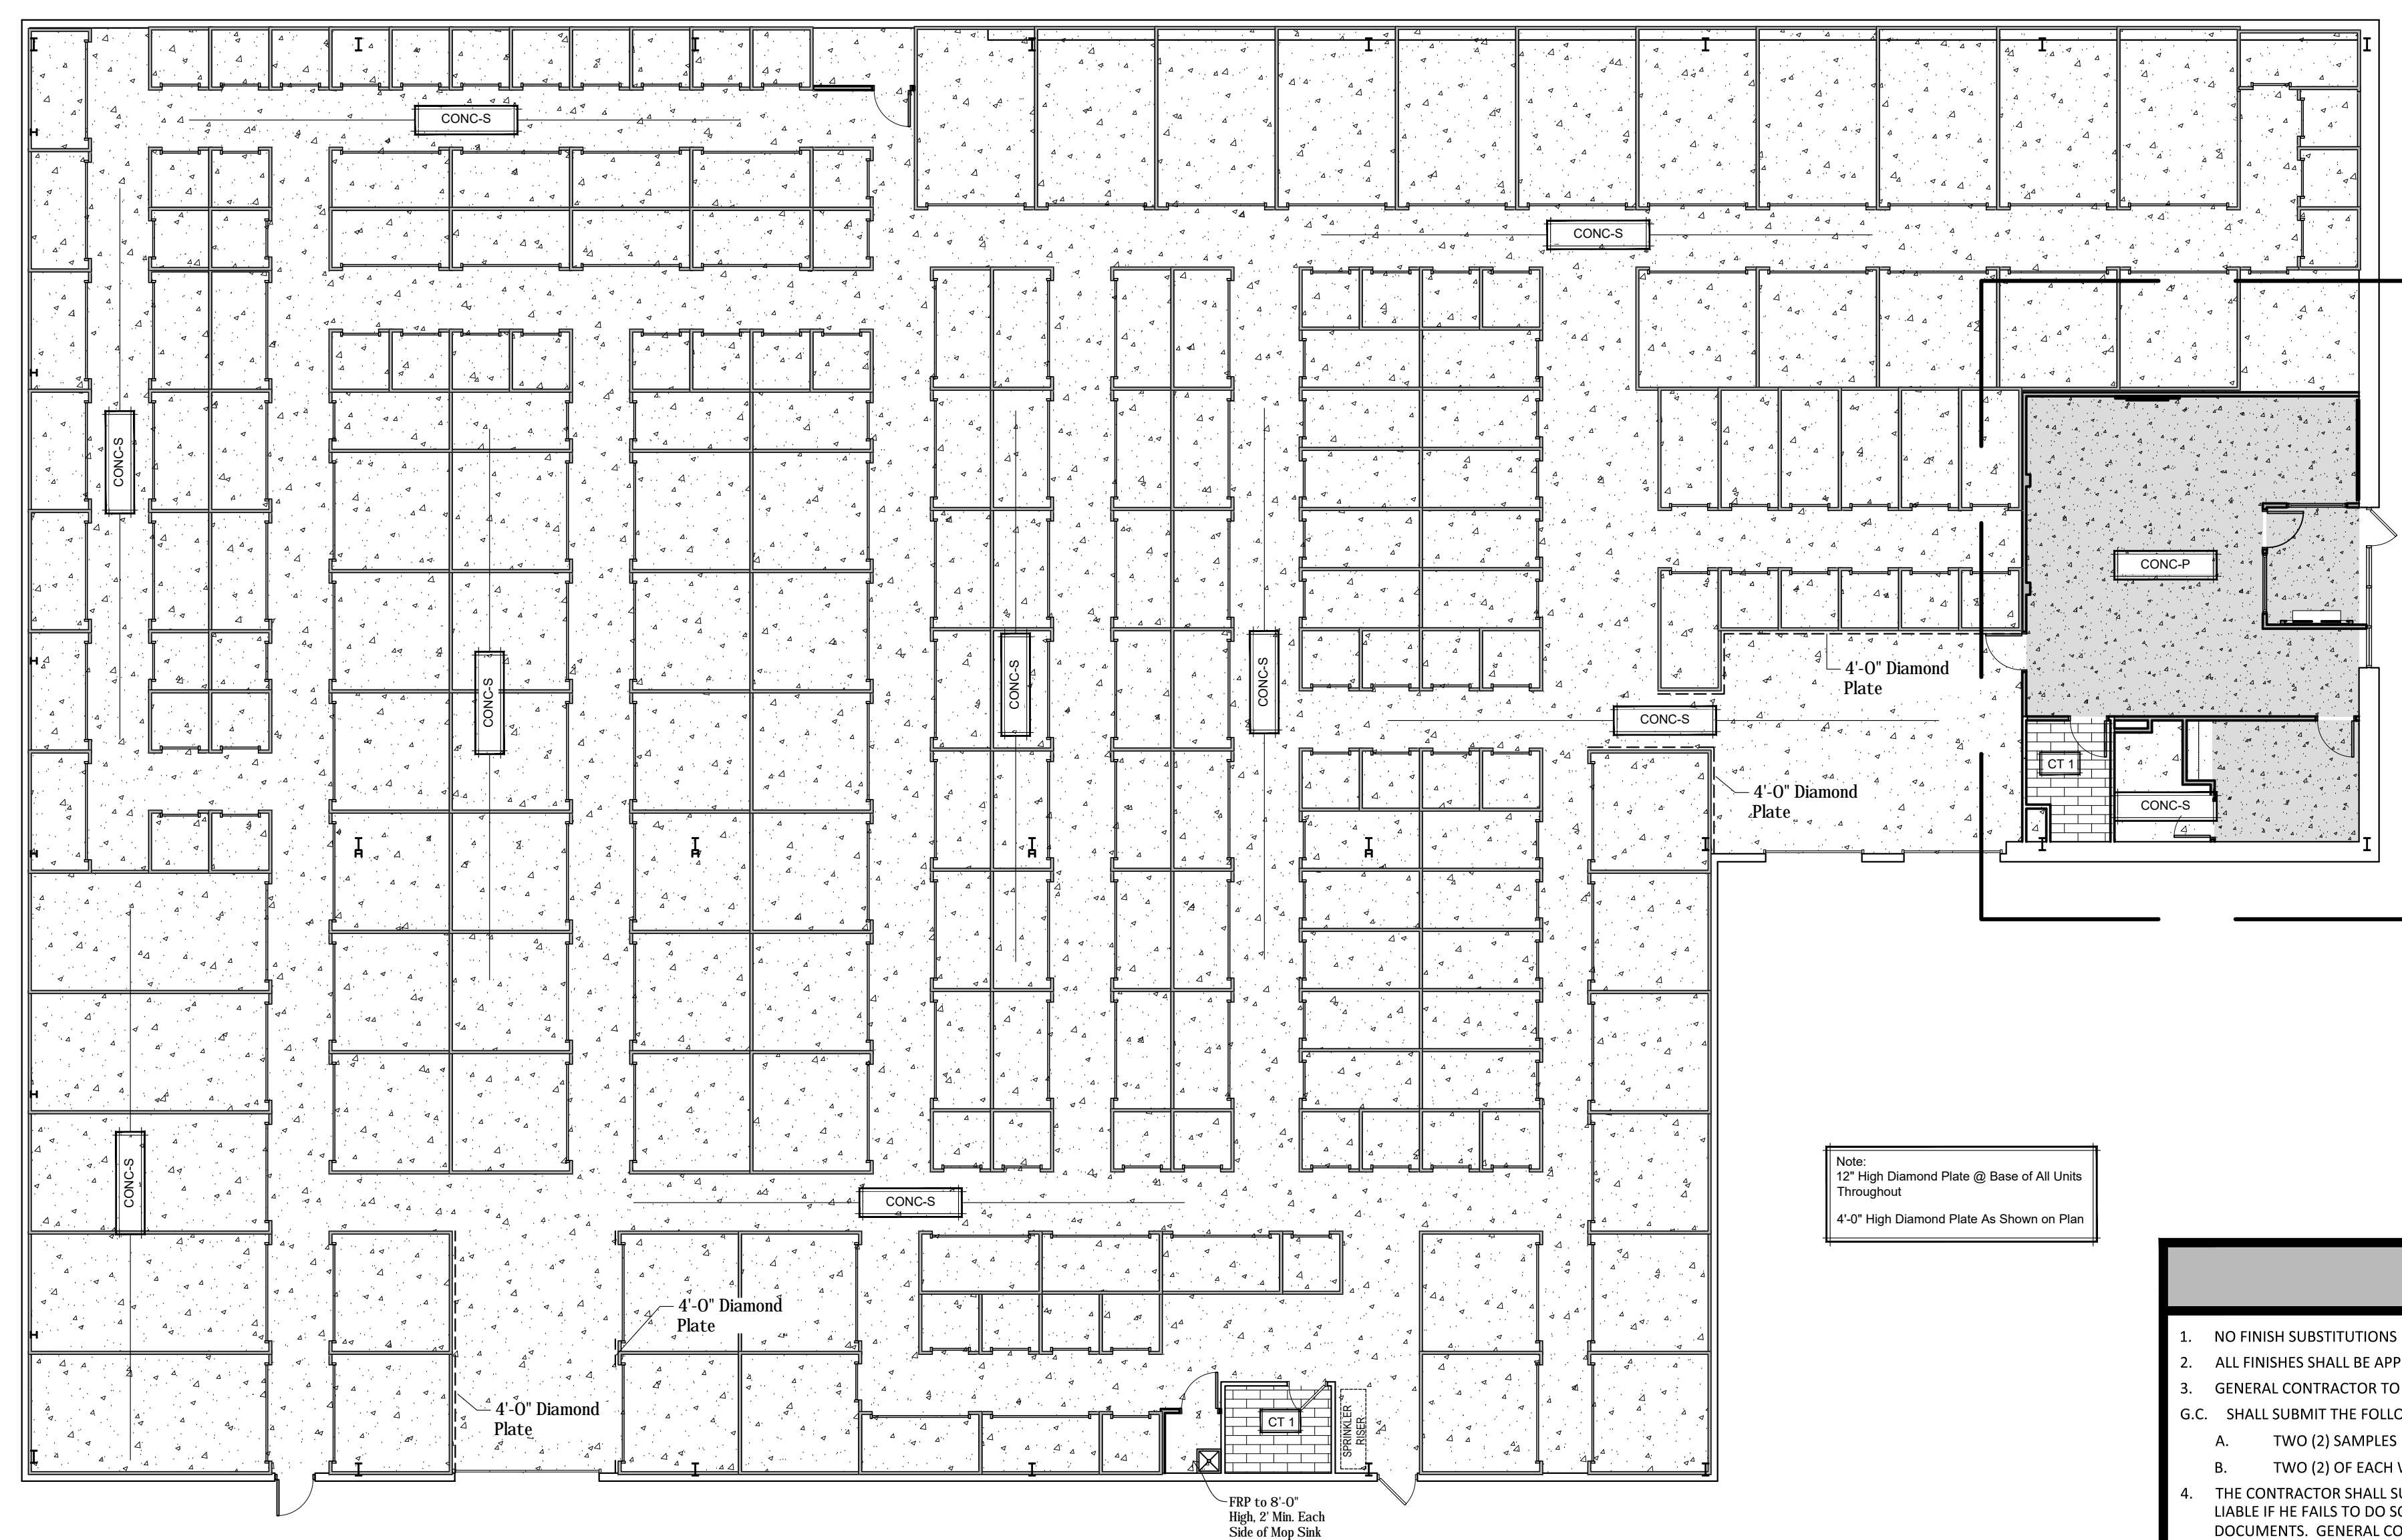 CONC-S
CONC-S
CONC-S
CONC-P
CONC-S
CONC-S
CONC-S
4'-0" Diamond
Plate
CONC-S
CT 1
4'-0" Diamond
Plate
CONC-S
CONC-S
CONC-S
Note:
12" High Diamond Plate @ Base of All Units
Throughout
4'-0" High Diamond Plate As Shown on Plan
4'-0" Diamond
Plate
4'-0" Diamond
Plate
CT 1
SPRINKLER
RISER
FRP to 8'-0"
High, 2' Min. Each
Side of Mop Sink
1. NO FINISH SUBSTITUTIONS
2. ALL FINISHES SHALL BE APP
3. GENERAL CONTRACTOR TO
G.C. SHALL SUBMIT THE FOLLO
A. TWO (2) SAMPLES
B. TWO (2) OF EACH
4. THE CONTRACTOR SHALL SU
LIABLE IF HE FAILS TO DO SO
DOCUMENTS. GENERAL CO